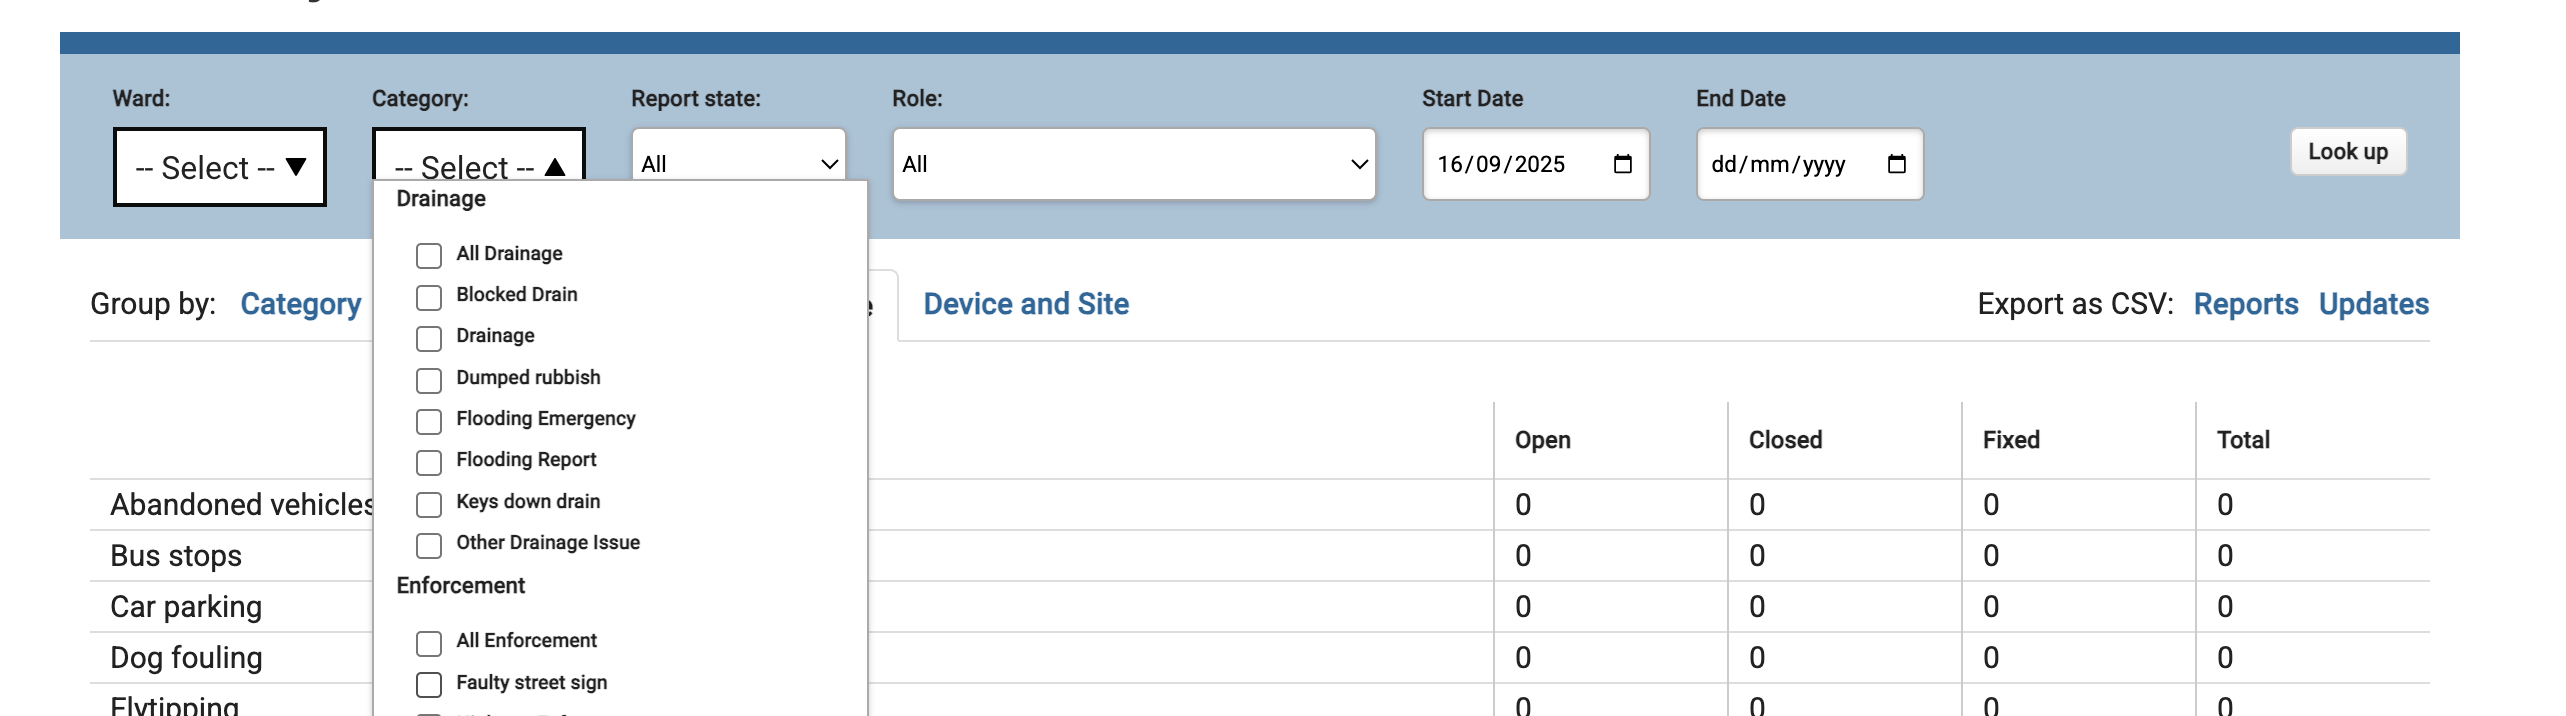 Ward: Category: Report state: Role: Start Date End Date
-- Select -- ▼ -- Select -- ▲ All All 16/09/2025 dd/mm/yyyy Look up
Drainage
All Drainage
Blocked Drain
Group by: Category Device and Site Export as CSV: Reports Updates
Drainage
Dumped rubbish
Flooding Emergency
Open Closed Fixed Total
Flooding Report
Keys down drain
Abandoned vehicles 0 0 0 0
Other Drainage Issue
Bus stops 0 0 0 0
Enforcement
Car parking 0 0 0 0
All Enforcement
Dog fouling 0 0 0 0
Faulty street sign
Flytipping 0 0 0 0